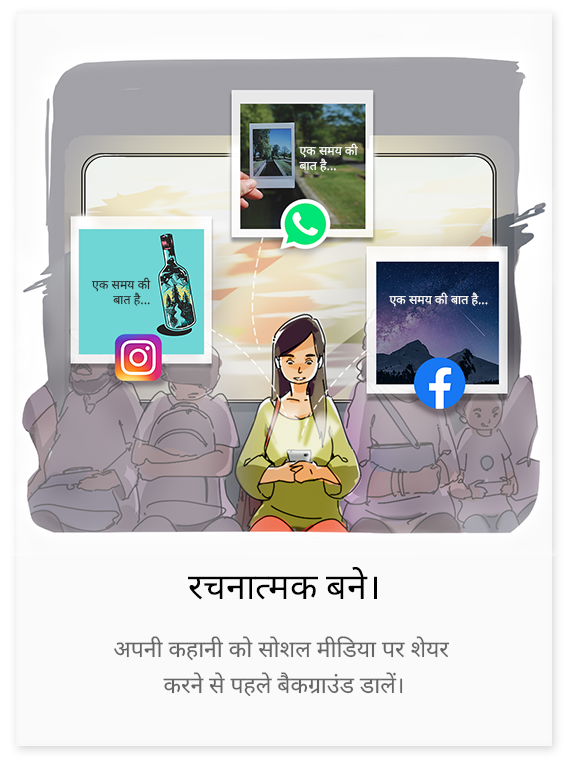 एक समय की
बात है...
एक समय की
बात है...
एक समय की बात है...
रचनात्मक बने।
अपनी कहानी को सोशल मीडिया पर शेयर
करने से पहले बैकग्राउंड डालें।